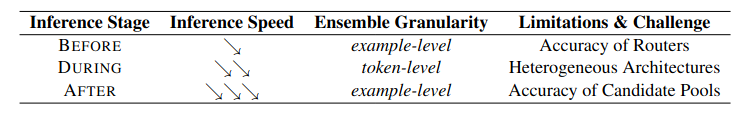 Inference Stage Inference Speed Ensemble Granularity Limitations & Challenge
BEFORE ↘ example-level Accuracy of Routers
DURING ↘↘ token-level Heterogeneous Architectures
AFTER ↘↘↘ example-level Accuracy of Candidate Pools